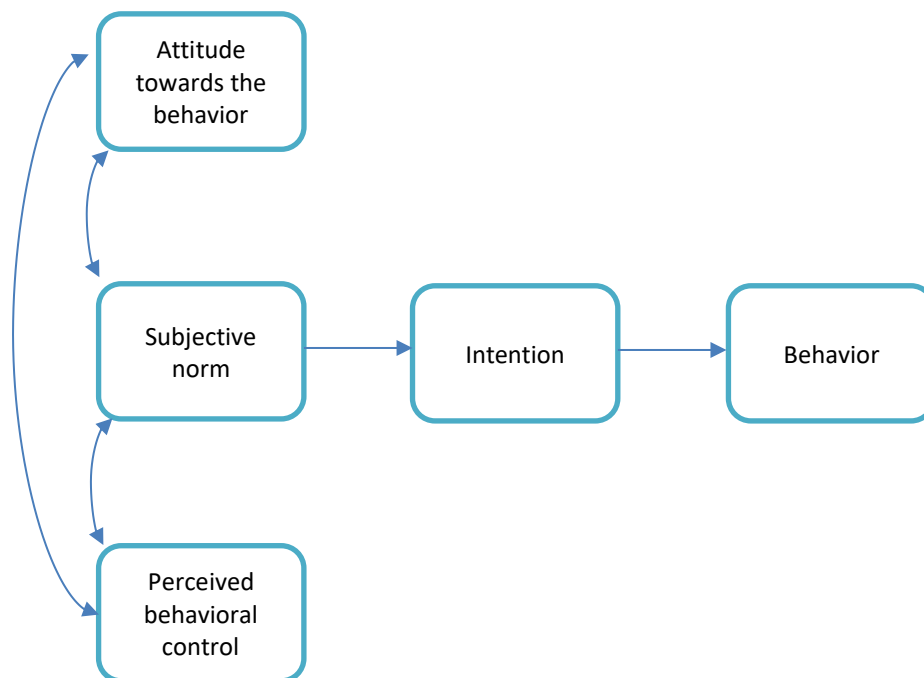 Attitude
towards the
behavior
Subjective
norm
Intention
Behavior
Perceived
behavioral
control